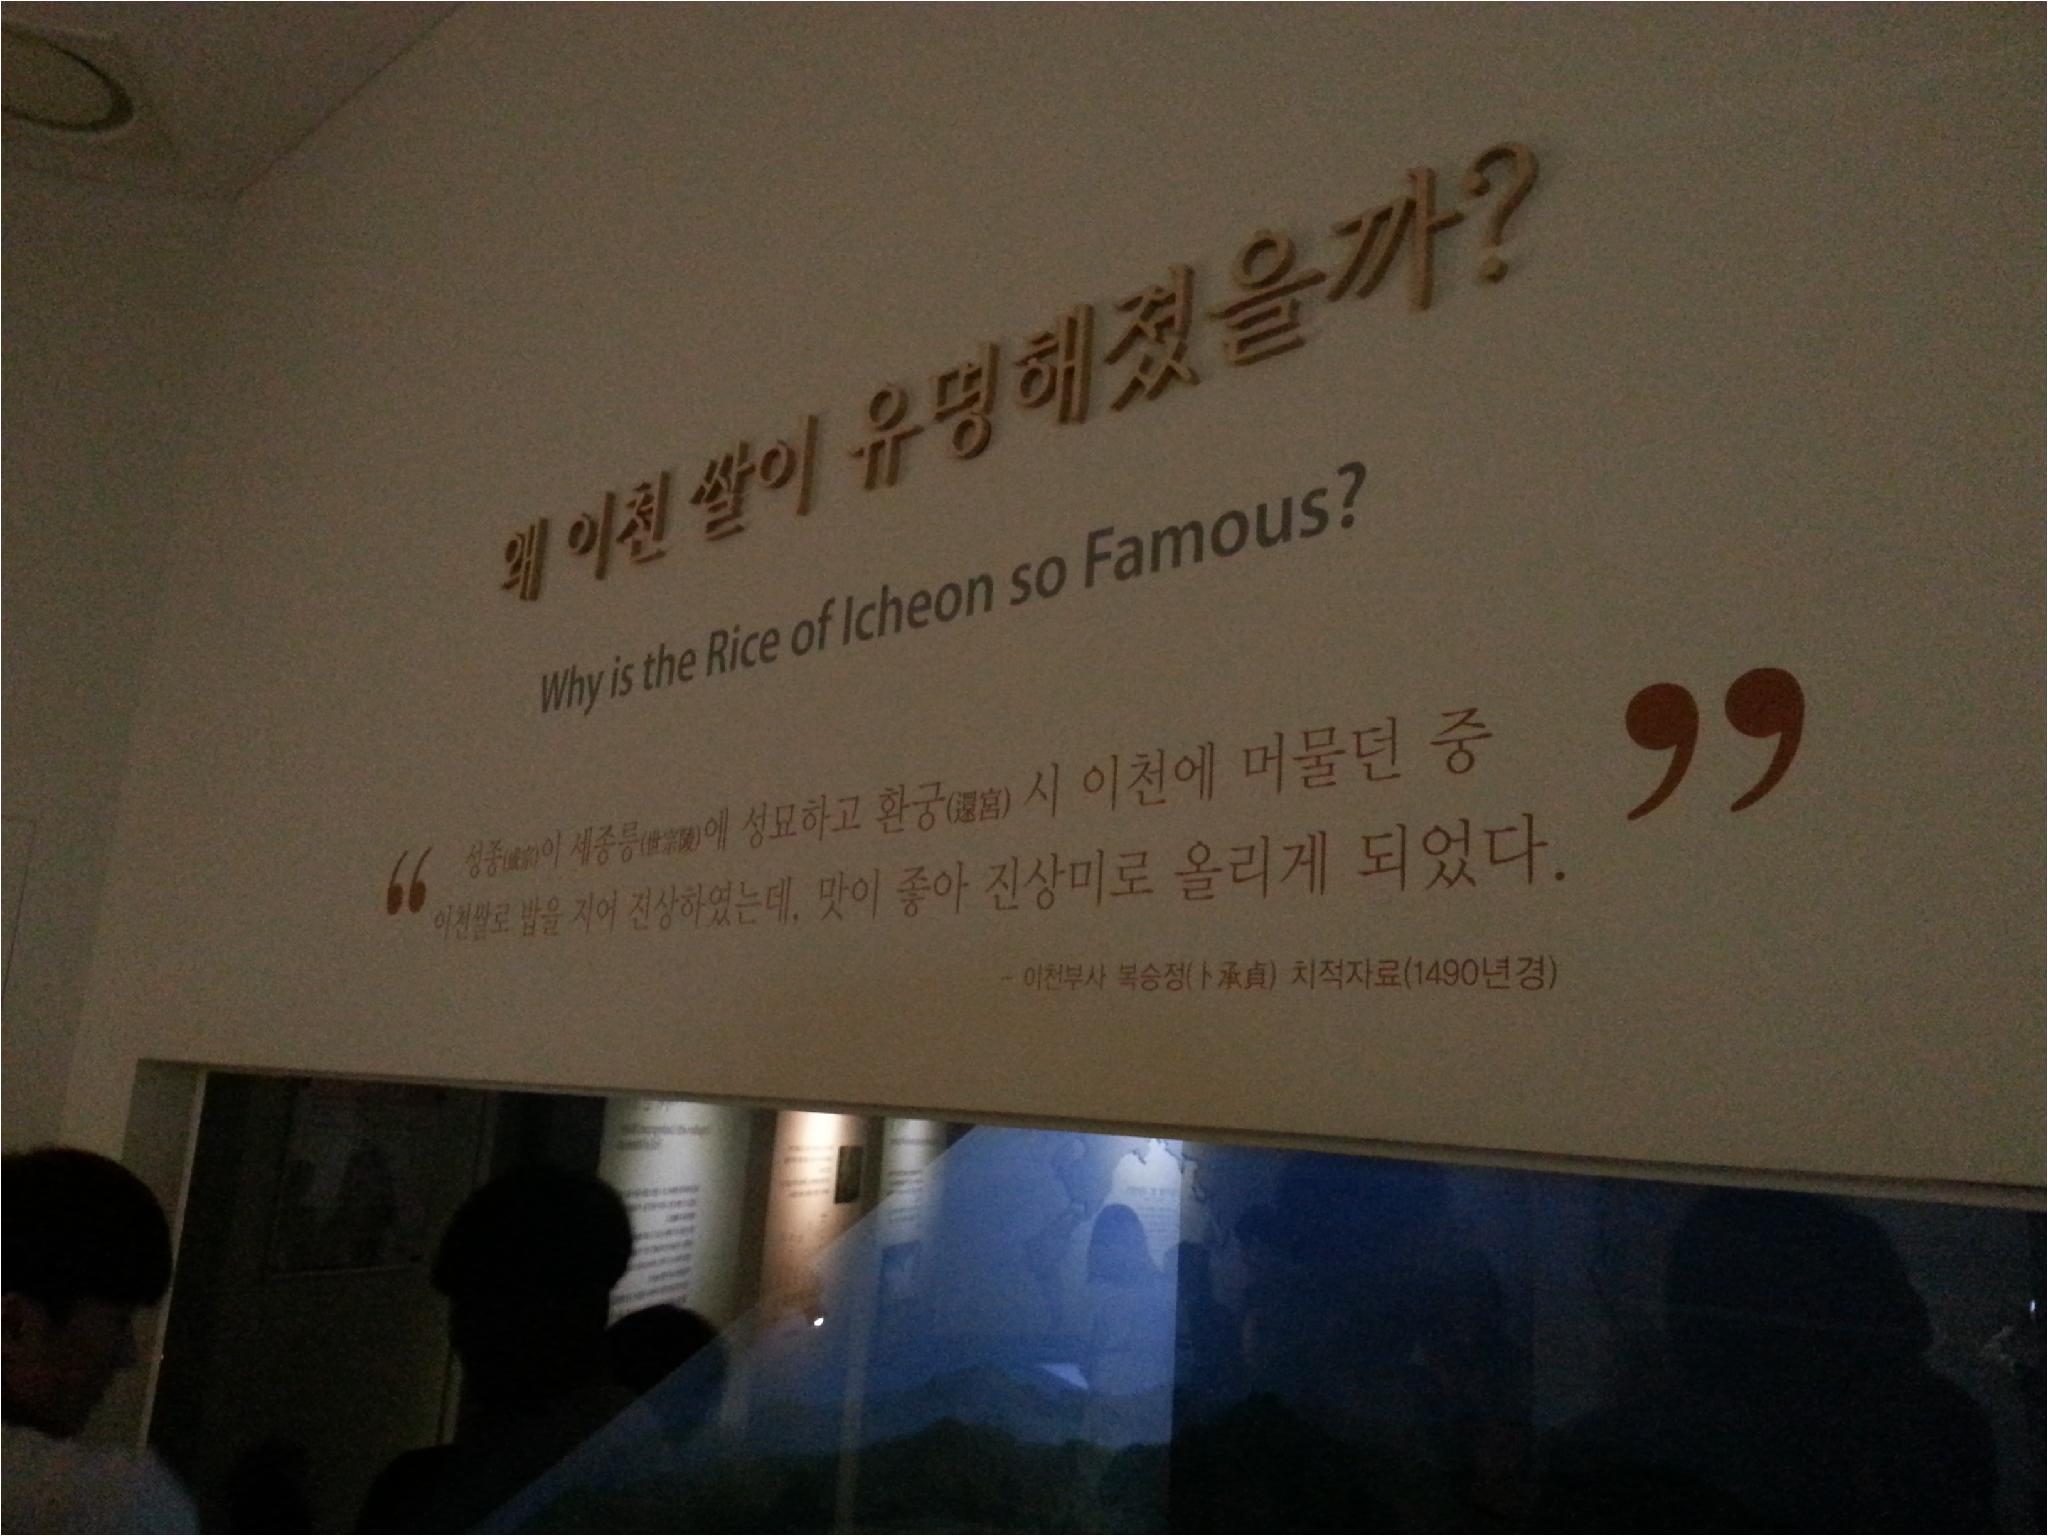 왜 이천 쌀이 유명해졌을까?
Why is the Rice of Icheon so Famous?
“ 성종(成宗)이 세종릉(世宗陵)에 성묘하고 환궁(還宮) 시 이천에 머물던 중 ”
이천쌀로 밥을 지어 진상하였는데, 맛이 좋아 진상미로 올리게 되었다.
- 이천부사 복승정(卜承貞) 치적자료(1490년경)